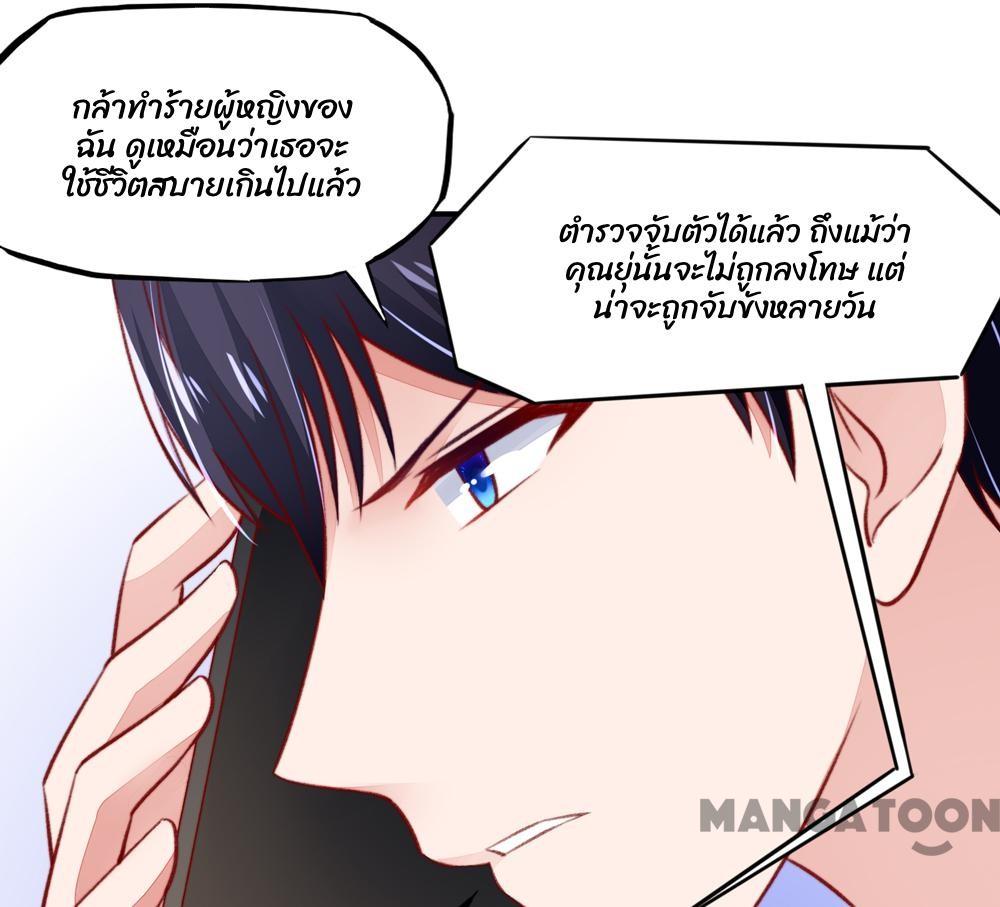 กล้าทำร้ายผู้หญิงของ
ฉัน ดูเหมือนว่าเธอจะ
ใช้ชีวิตสบายเกินไปแล้ว
ตำรวจจับตัวได้แล้ว ถึงแม้ว่า
คุณยุ่นั้นจะไม่ถูกลงโทษ แต่
น่าจะถูกจับขังหลายวัน
MANGATOON